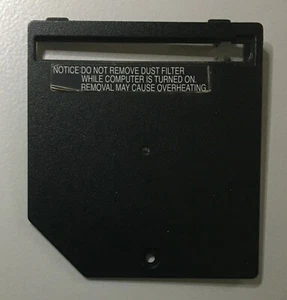 NOTICE:DO NOT REMOVE DUST FILTER
WHILE COMPUTER IS TURNED ON.
REMOVAL MAY CAUSE OVERHEATING.